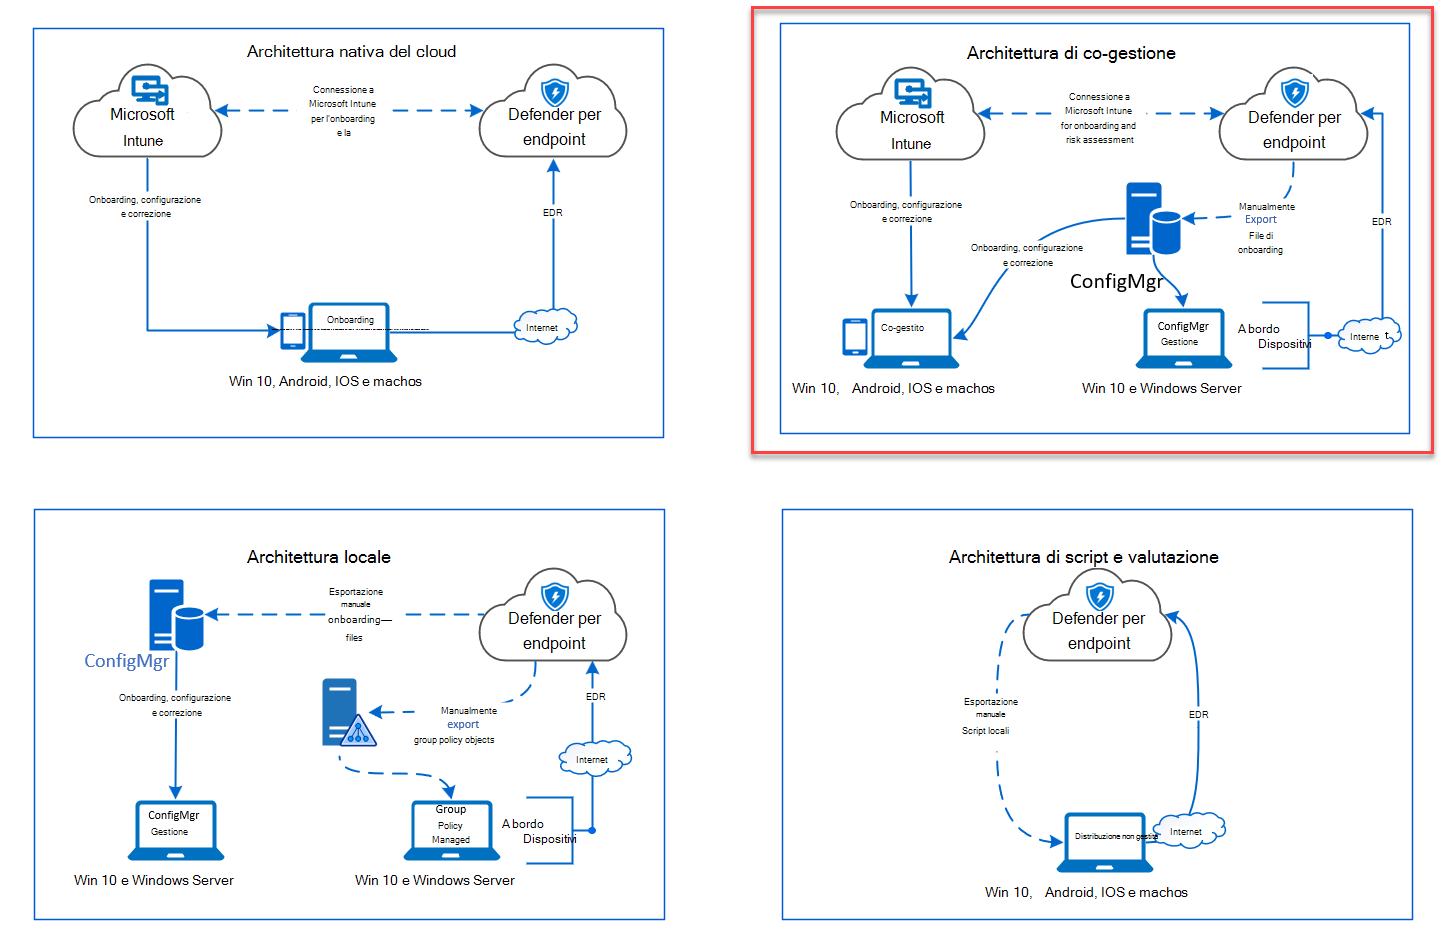 Architettura nativa del cloud
Microsoft
Intune
Connessione a
Microsoft Intune
per l'onboarding
e la
Defender per
endpoint
Onboarding, configurazione
e correzione
EDR
Onboarding
Internet
Win 10, Android, IOS e machos
Architettura di co-gestione
Microsoft
Intune
Connessione a
Microsoft Intune
for onboarding and
risk assessment
Defender per
endpoint
Onboarding, configurazione
e correzione
Manualmente
Export
File di
onboarding
EDR
Onboarding, configurazione
e correzione
ConfigMgr
Co-gestito
ConfigMgr
Gestione
A bordo
Dispositivi
Interne t.
Win 10, Android, IOS e machos
Win 10 e Windows Server
Architettura locale
Esportazione
manuale
onboarding—
files
Defender per
endpoint
ConfigMgr
Onboarding, configurazione
e correzione
Manualmente
export
group policy objects
EDR
Internet
ConfigMgr
Gestione
Group
Policy
Managed
A bordo
Dispositivi
Win 10 e Windows Server
Win 10 e Windows Server
Architettura di script e valutazione
Defender per
endpoint
Esportazione
manuale
Script locali
EDR
Distribuzione non gestita
Internet
Win 10, Android, IOS e machos